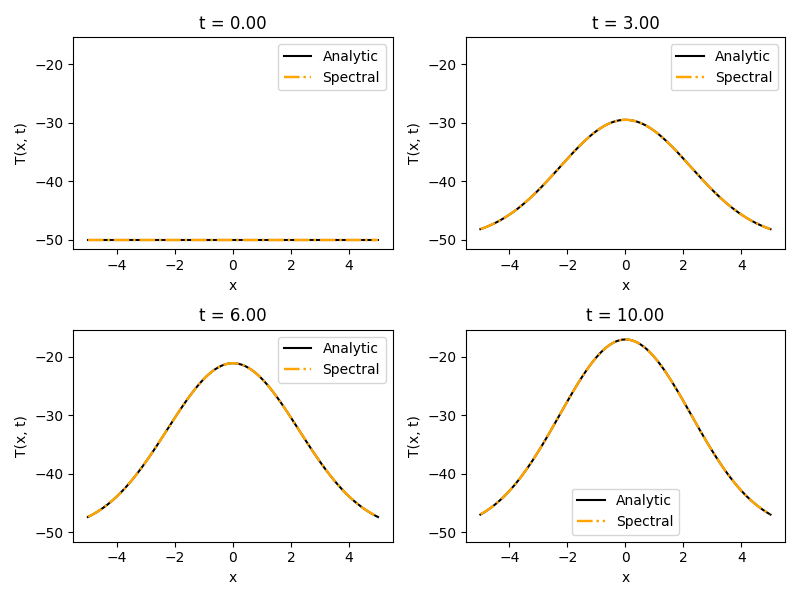 t = 0.00
−20
−30
−40
−50
T(x, t)
Analytic
Spectral
−4
−2
0
2
4
x
t = 3.00
−20
−30
−40
−50
T(x, t)
Analytic
Spectral
−4
−2
0
2
4
x
t = 6.00
−20
−30
−40
−50
T(x, t)
Analytic
Spectral
−4
−2
0
2
4
x
t = 10.00
−20
−30
−40
−50
T(x, t)
Analytic
Spectral
−4
−2
0
2
4
x